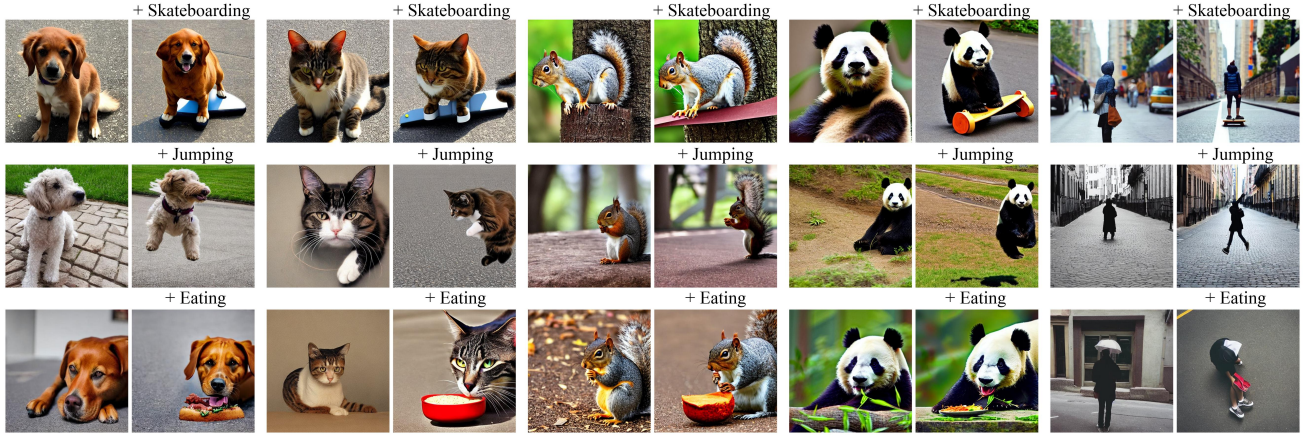 + Skateboarding + Skateboarding + Skateboarding + Skateboarding + Skateboarding
+ Jumping + Jumping + Jumping + Jumping + Jumping
+ Eating + Eating + Eating + Eating + Eating